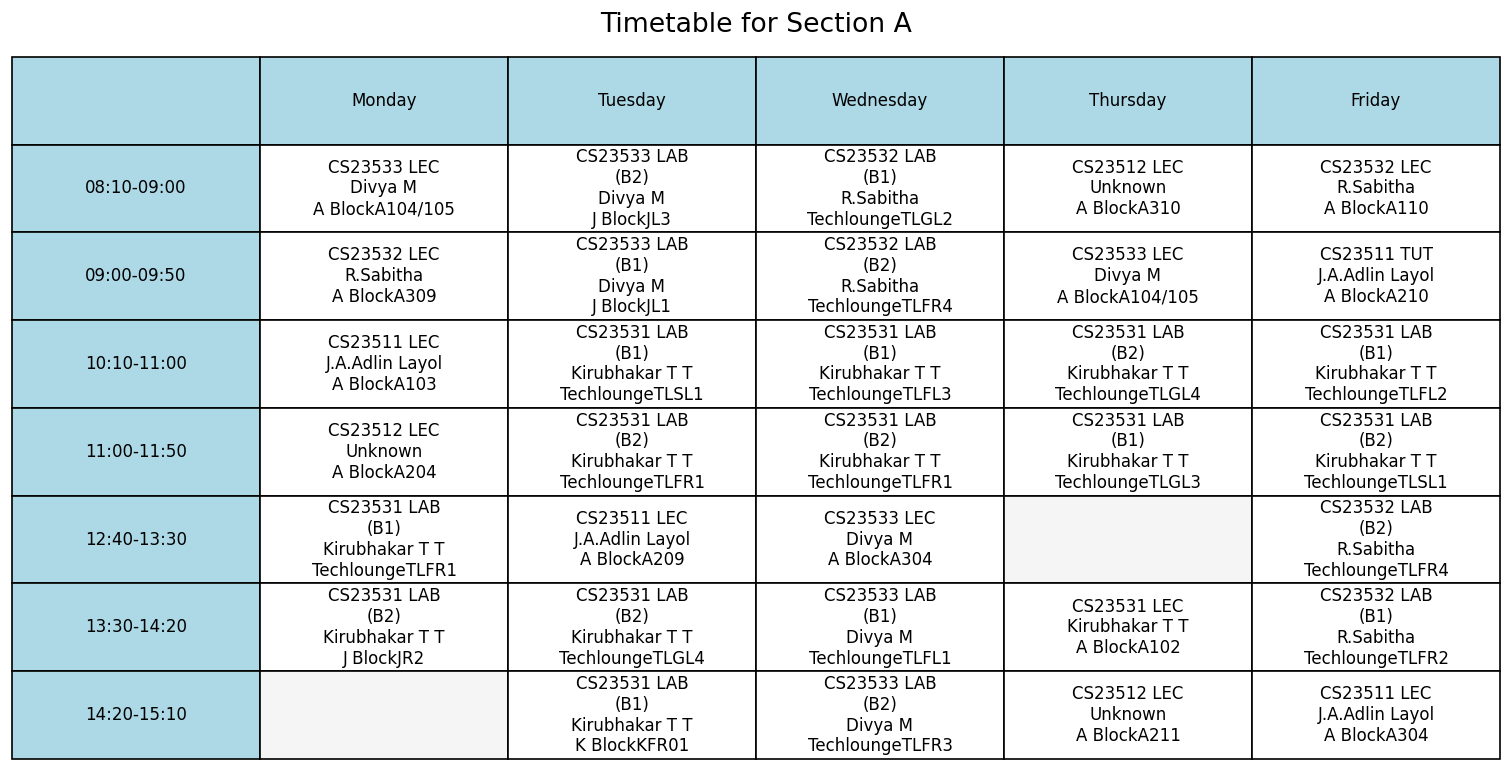 Timetable for Section A
Monday
Tuesday
Wednesday
Thursday
Friday
08:10-09:00
CS23533 LEC
Divya M
A BlockA104/105
CS23533 LAB
(B2)
Divya M
J BlockJL3
CS23532 LAB
(B1)
R.Sabitha
TechloungeTLGL2
CS23512 LEC
Unknown
A BlockA310
CS23532 LEC
R.Sabitha
A BlockA110
09:00-09:50
CS23532 LEC
R.Sabitha
A BlockA309
CS23533 LAB
(B1)
Divya M
J BlockJL1
CS23532 LAB
(B2)
R.Sabitha
TechloungeTLFR4
CS23533 LEC
Divya M
A BlockA104/105
CS23511 TUT
J.A.Adlin Layol
A BlockA210
10:10-11:00
CS23511 LEC
J.A.Adlin Layol
A BlockA103
CS23531 LAB
(B1)
Kirubhakar T T
TechloungeTLSL1
CS23531 LAB
(B1)
Kirubhakar T T
TechloungeTLFL3
CS23531 LAB
(B2)
Kirubhakar T T
TechloungeTLGL4
CS23531 LAB
(B1)
Kirubhakar T T
TechloungeTLFL2
11:00-11:50
CS23512 LEC
Unknown
A BlockA204
CS23531 LAB
(B2)
Kirubhakar T T
TechloungeTLFR1
CS23531 LAB
(B2)
Kirubhakar T T
TechloungeTLFR1
CS23531 LAB
(B1)
Kirubhakar T T
TechloungeTLGL3
CS23531 LAB
(B2)
Kirubhakar T T
TechloungeTLSL1
12:40-13:30
CS23531 LAB
(B1)
Kirubhakar T T
TechloungeTLFR1
CS23511 LEC
J.A.Adlin Layol
A BlockA209
CS23533 LEC
Divya M
A BlockA304
CS23532 LAB
(B2)
R.Sabitha
TechloungeTLFR4
13:30-14:20
CS23531 LAB
(B2)
Kirubhakar T T
J BlockJR2
CS23531 LAB
(B2)
Kirubhakar T T
TechloungeTLGL4
CS23533 LAB
(B1)
Divya M
TechloungeTLFL1
CS23531 LEC
Kirubhakar T T
A BlockA102
CS23532 LAB
(B1)
R.Sabitha
TechloungeTLFR2
14:20-15:10
CS23531 LAB
(B1)
Kirubhakar T T
K BlockKFR01
CS23533 LAB
(B2)
Divya M
TechloungeTLFR3
CS23512 LEC
Unknown
A BlockA211
CS23511 LEC
J.A.Adlin Layol
A BlockA304